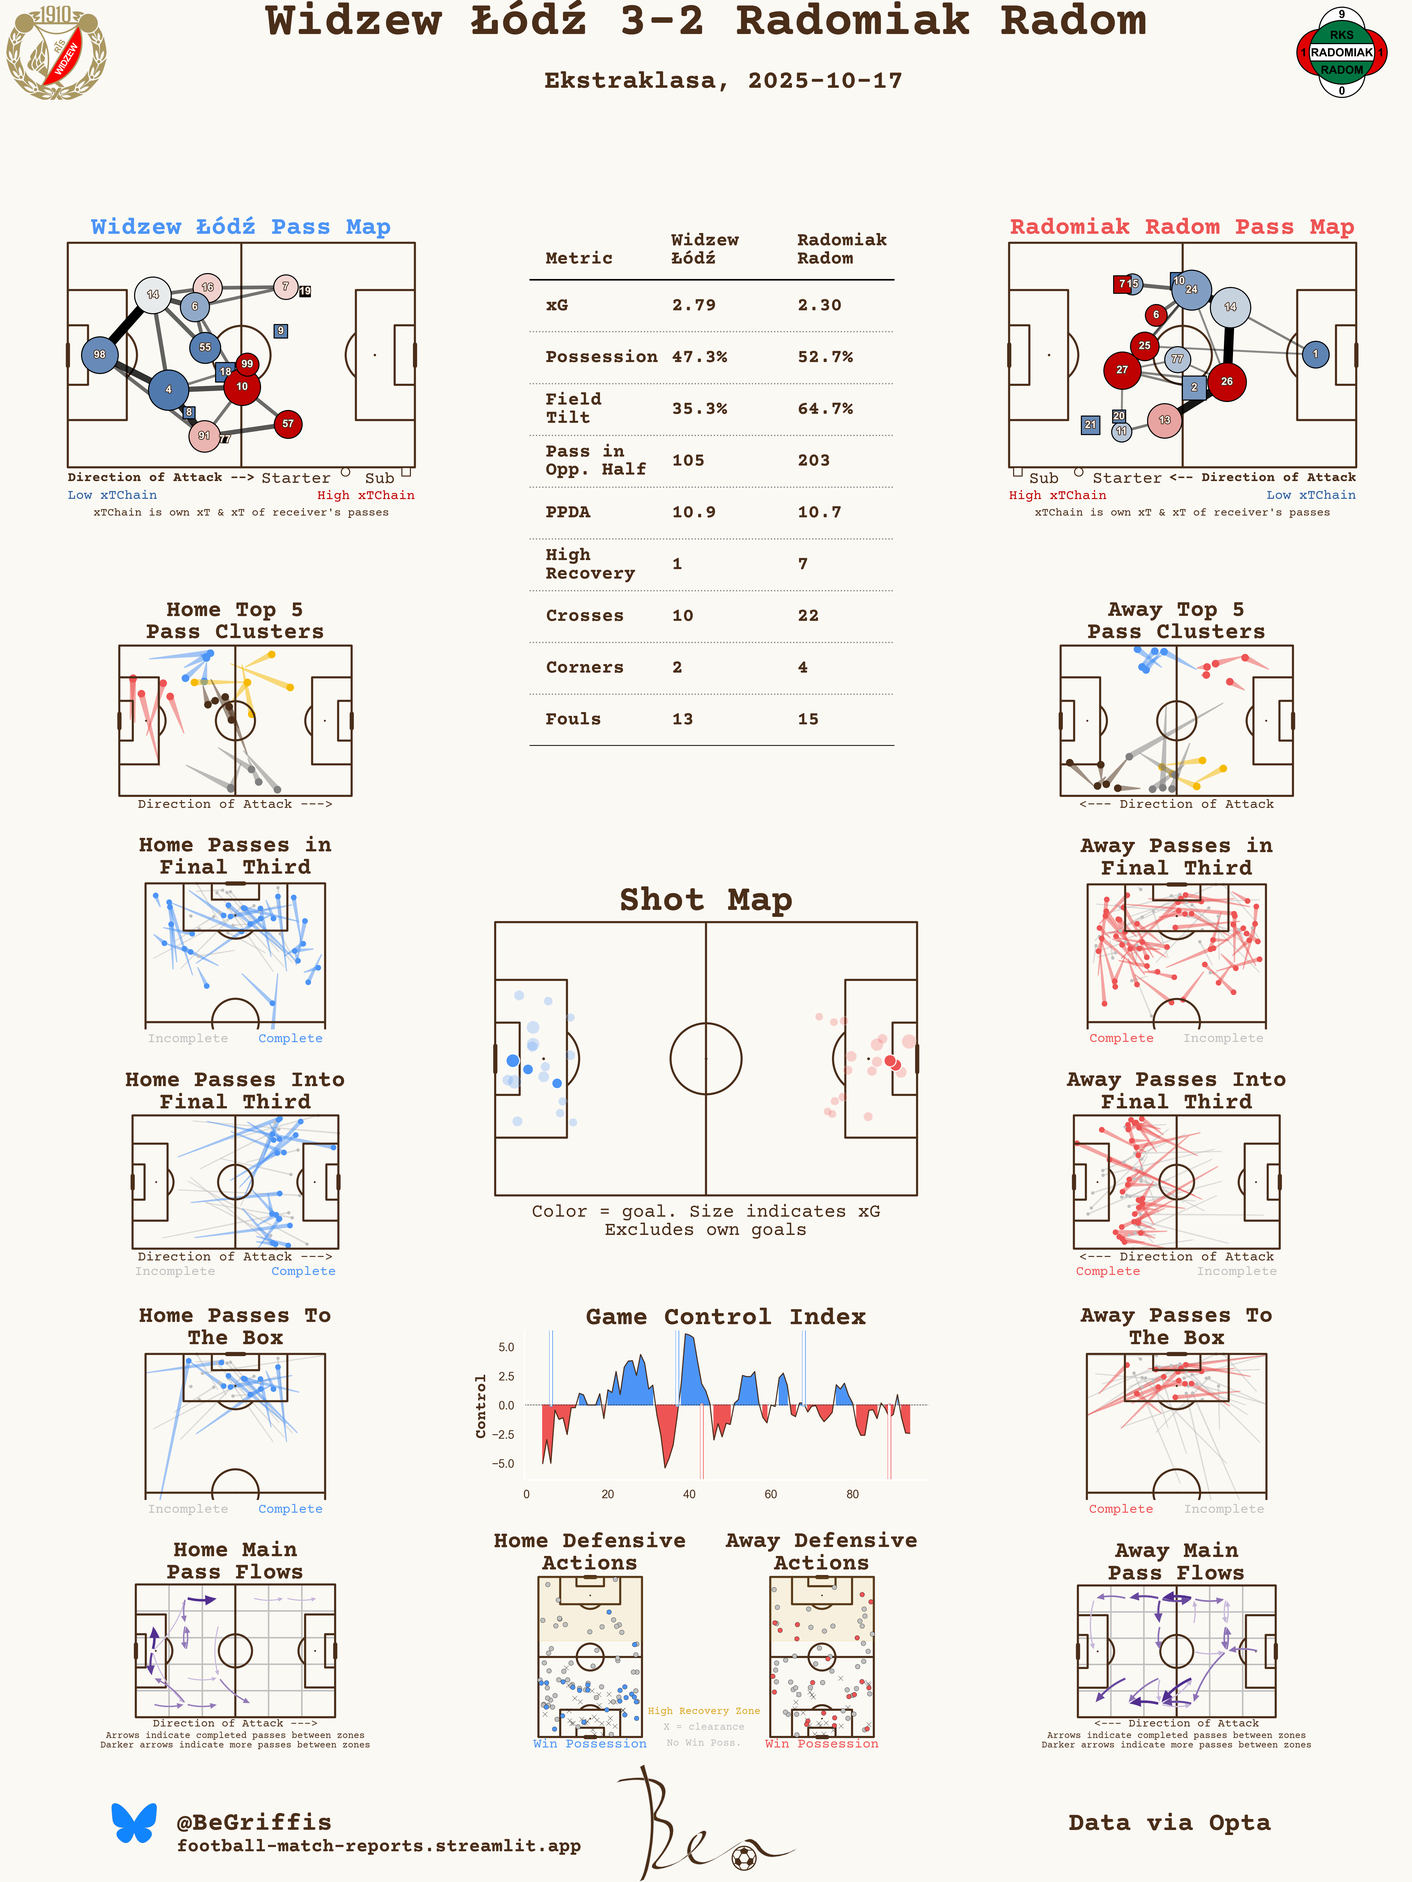 Widzew Łódź 3-2 Radomiak Radom
Ekstraklasa, 2025-10-17
1910
RTS
WIDZEW
9
RKS
1 RADOMIAK 1
RADOM
0
Widzew Łódź Pass Map
14
16
7
19
6
9
98
55
18
99
4
10
8
91
77
57
Direction of Attack --> Starter Sub
Low xTChain High xTChain
xTChain is own xT & xT of receiver's passes
Metric Widzew Łódź Radomiak Radom
xG 2.79 2.30
Possession 47.3% 52.7%
Field Tilt 35.3% 64.7%
Pass in Opp. Half 105 203
PPDA 10.9 10.7
High Recovery 1 7
Crosses 10 22
Corners 2 4
Fouls 13 15
Radomiak Radom Pass Map
7
15
10
24
14
6
25
77
1
27
2
26
21
20
11
13
Sub Starter <-- Direction of Attack
High xTChain Low xTChain
xTChain is own xT & xT of receiver's passes
Home Top 5
Pass Clusters
Direction of Attack --->
Away Top 5
Pass Clusters
<--- Direction of Attack
Home Passes in
Final Third
Incomplete Complete
Away Passes in
Final Third
Complete Incomplete
Shot Map
Color = goal. Size indicates xG
Excludes own goals
Home Passes Into
Final Third
Direction of Attack --->
Incomplete Complete
Away Passes Into
Final Third
<--- Direction of Attack
Complete Incomplete
Home Passes To
The Box
Incomplete Complete
Game Control Index
Control
5.0
2.5
0.0
−2.5
−5.0
0 20 40 60 80
Away Passes To
The Box
Complete Incomplete
Home Main
Pass Flows
Direction of Attack --->
Arrows indicate completed passes between zones
Darker arrows indicate more passes between zones
Home Defensive
Actions
Win Possession
High Recovery Zone
X = clearance
No Win Poss.
Away Defensive
Actions
Win Possession
Away Main
Pass Flows
<--- Direction of Attack
Arrows indicate completed passes between zones
Darker arrows indicate more passes between zones
@BeGriffis
football-match-reports.streamlit.app
Ben
Data via Opta